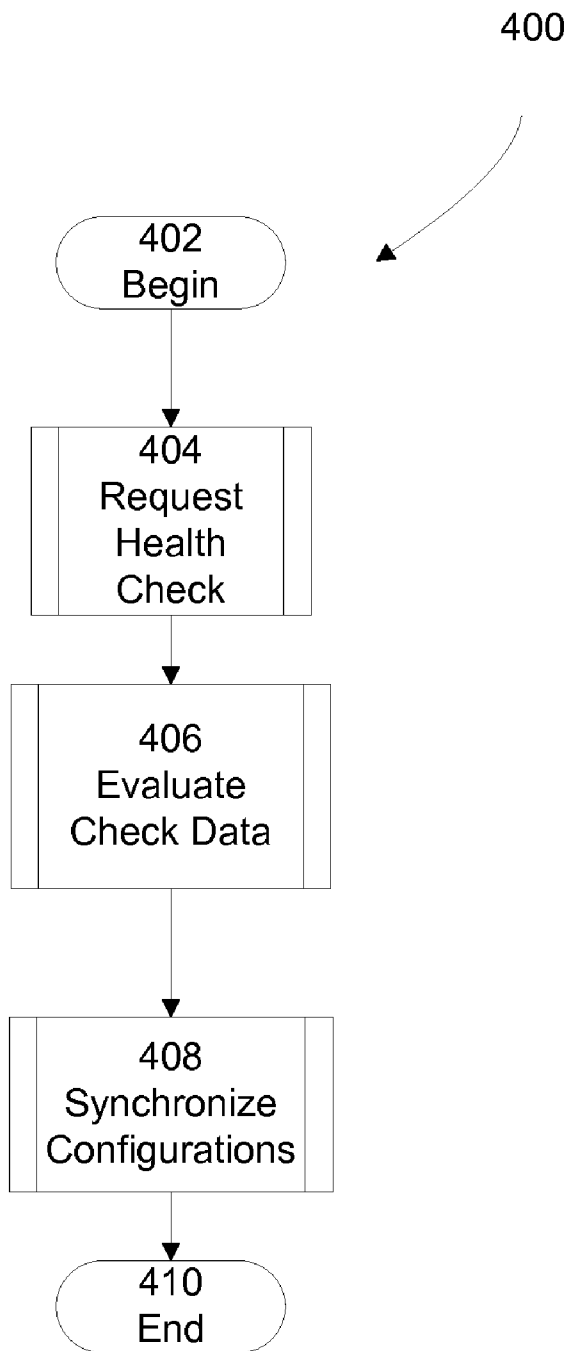 400
402
Begin
404
Request
Health
Check
406
Evaluate
Check Data
408
Synchronize
Configurations
410
End